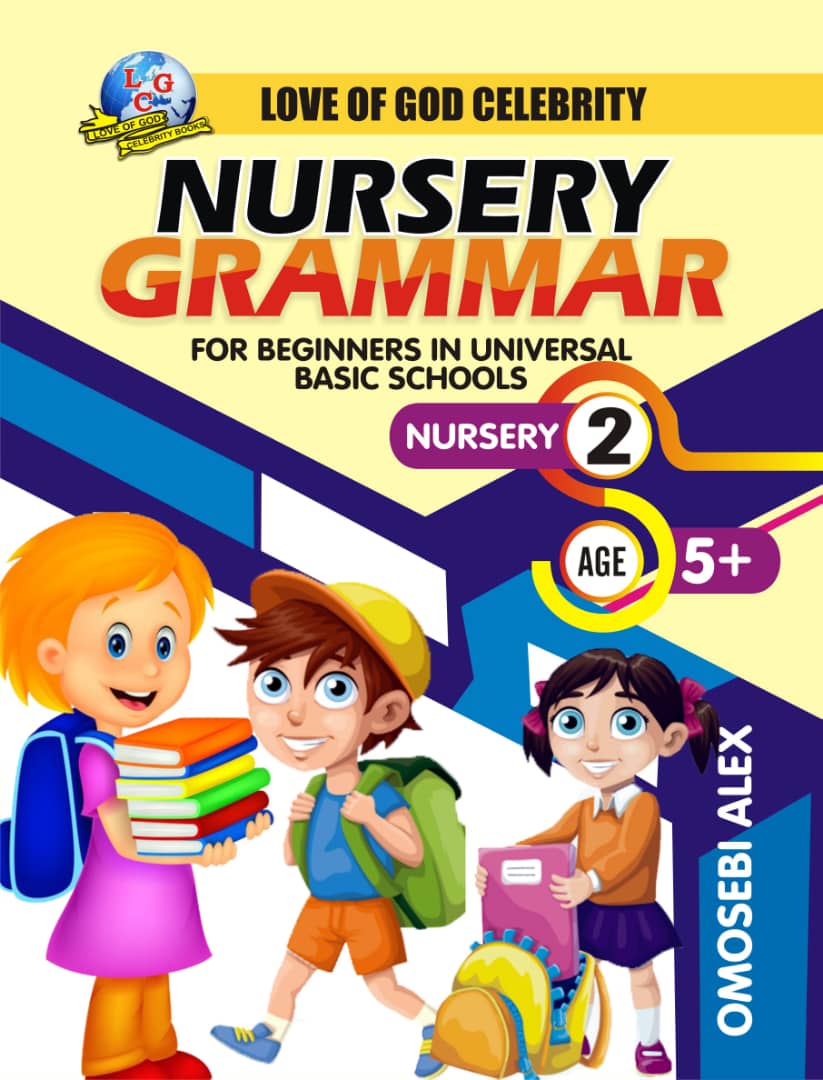 L G
C
LOVE OF GOD
CELEBRITY BOOKS
LOVE OF GOD CELEBRITY
NURSERY
GRAMMAR
FOR BEGINNERS IN UNIVERSAL
BASIC SCHOOLS
NURSERY 2
AGE 5+
OMOSEBI ALEX